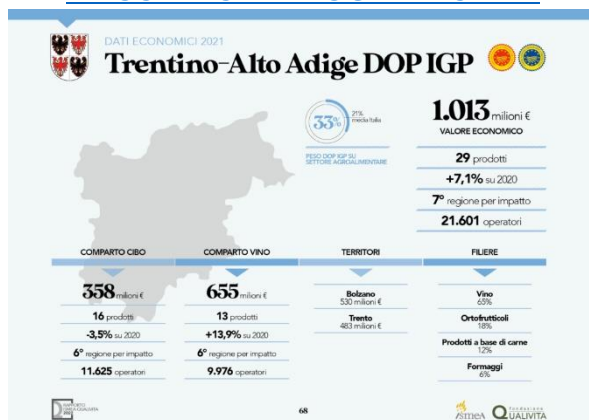 DATI ECONOMICI 2021
Trentino-Alto Adige DOP IGP
33%
21%
media Italia
PESO DOP IGP SU
SETTORE AGROALIMENTARE
1.013 milioni €
VALORE ECONOMICO
29 prodotti
+7,1% su 2020
7° regione per impatto
21.601 operatori
COMPARTO CIBO
358 milioni €
16 prodotti
-3,5% su 2020
6° regione per impatto
11.625 operatori
COMPARTO VINO
655 milioni €
13 prodotti
+13,9% su 2020
6° regione per impatto
9.976 operatori
TERRITORI
Bolzano
530 milioni €
Trento
483 milioni €
FILIERE
Vino
65%
Ortofrutticoli
18%
Prodotti a base di carne
12%
Formaggi
6%
68
ismea
fondazione
QUALIVITA